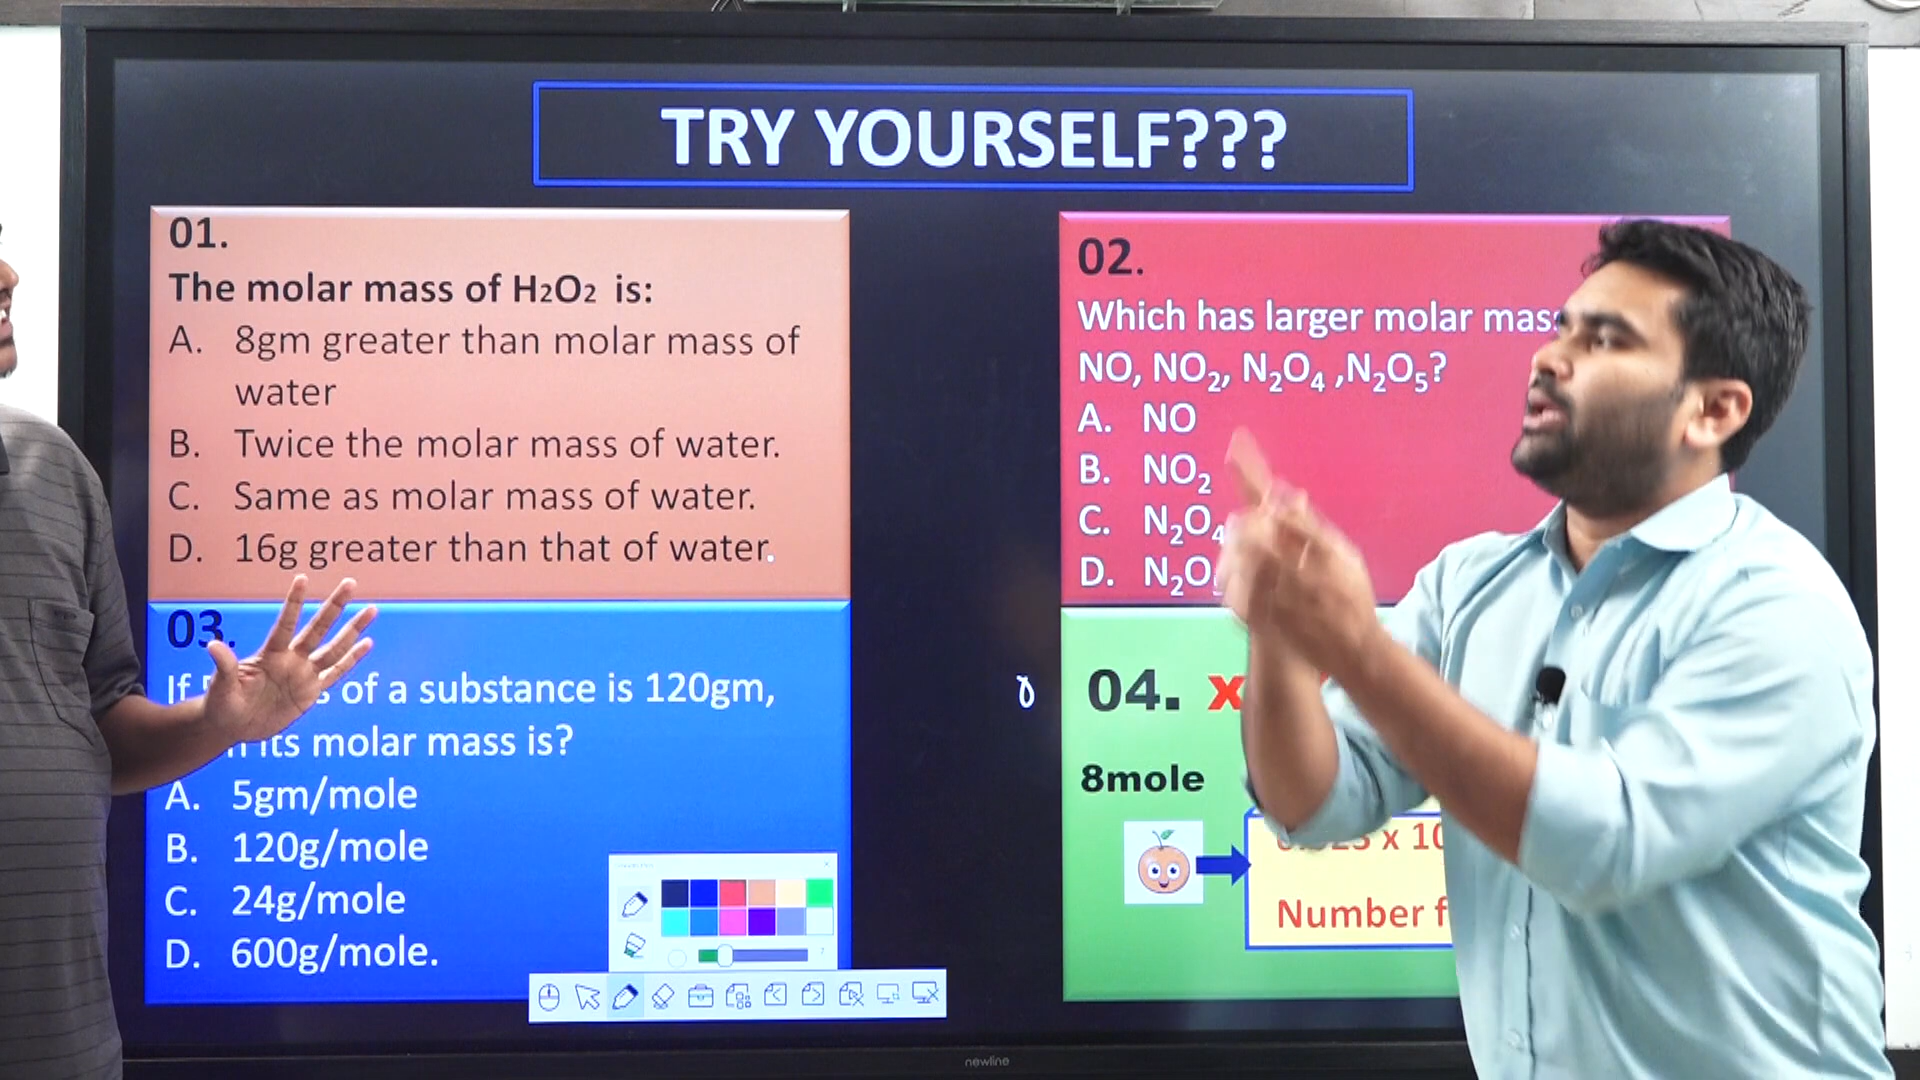 TRY YOURSELF???
01.
The molar mass of H2O2 is:
A. 8gm greater than molar mass of
water
B. Twice the molar mass of water.
C. Same as molar mass of water.
D. 16g greater than that of water.
02.
Which has larger molar mass
NO, NO2, N2O4 ,N2O5?
A. NO
B. NO2
C. N2O4
D. N2O
03.
If of a substance is 120gm,
its molar mass is?
A. 5gm/mole
B. 120g/mole
C. 24g/mole
D. 600g/mole.
04. x
8mole
x 10
Number
newline